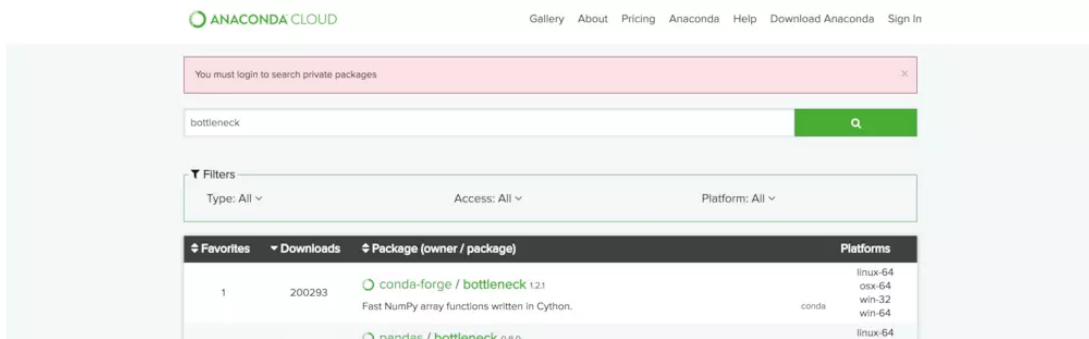 ANACONDA CLOUD
Gallery About Pricing Anaconda Help Download Anaconda Sign In
You must login to search private packages ×
bottleneck
Filters
Type: All Access: All Platform: All
Favorites Downloads Package (owner / package) Platforms
1 200293 conda-forge / bottleneck 1.2.1
Fast NumPy array functions written in Cython. conda
linux-64
osx-64
win-32
win-64
pandas / bottleneck
linux-64